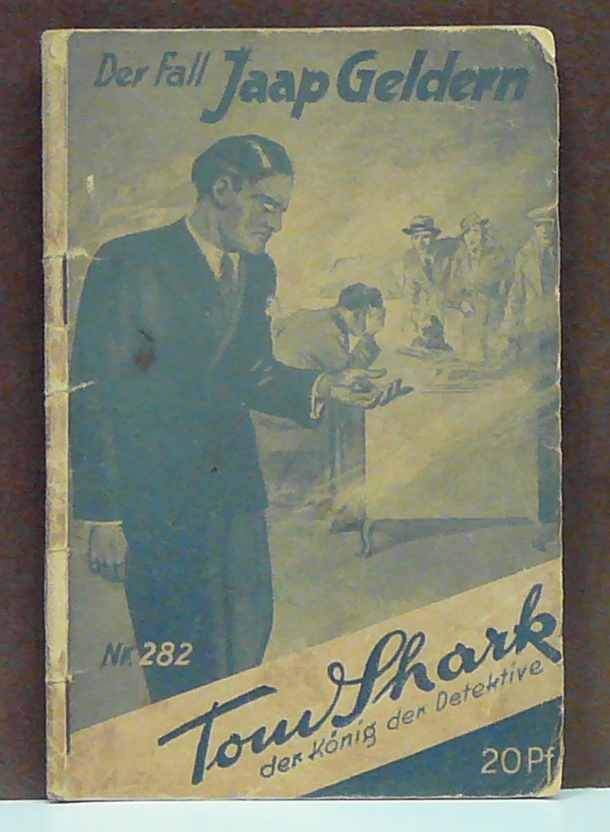 Der Fall Jaap Geldern
Nr. 282
Tom Shark
der König der Detektive
20 Pf